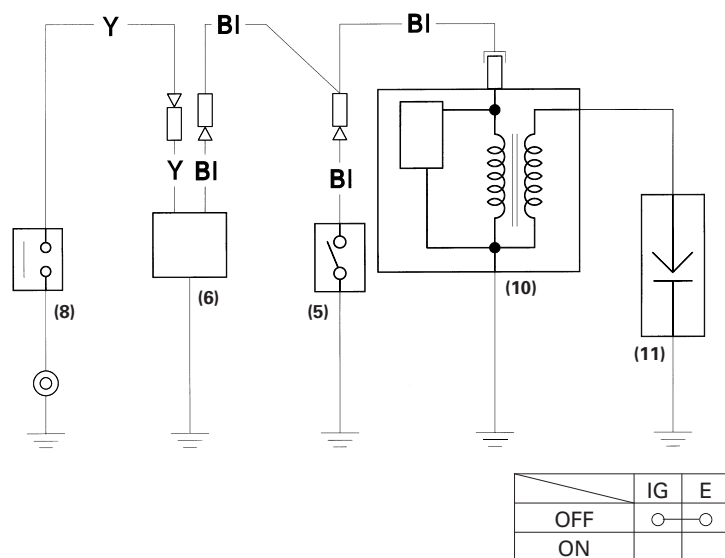 Y
Bl
Bl
Y
Bl
Bl
(8)
(6)
(5)
(10)
(11)
IG E
OFF
ON